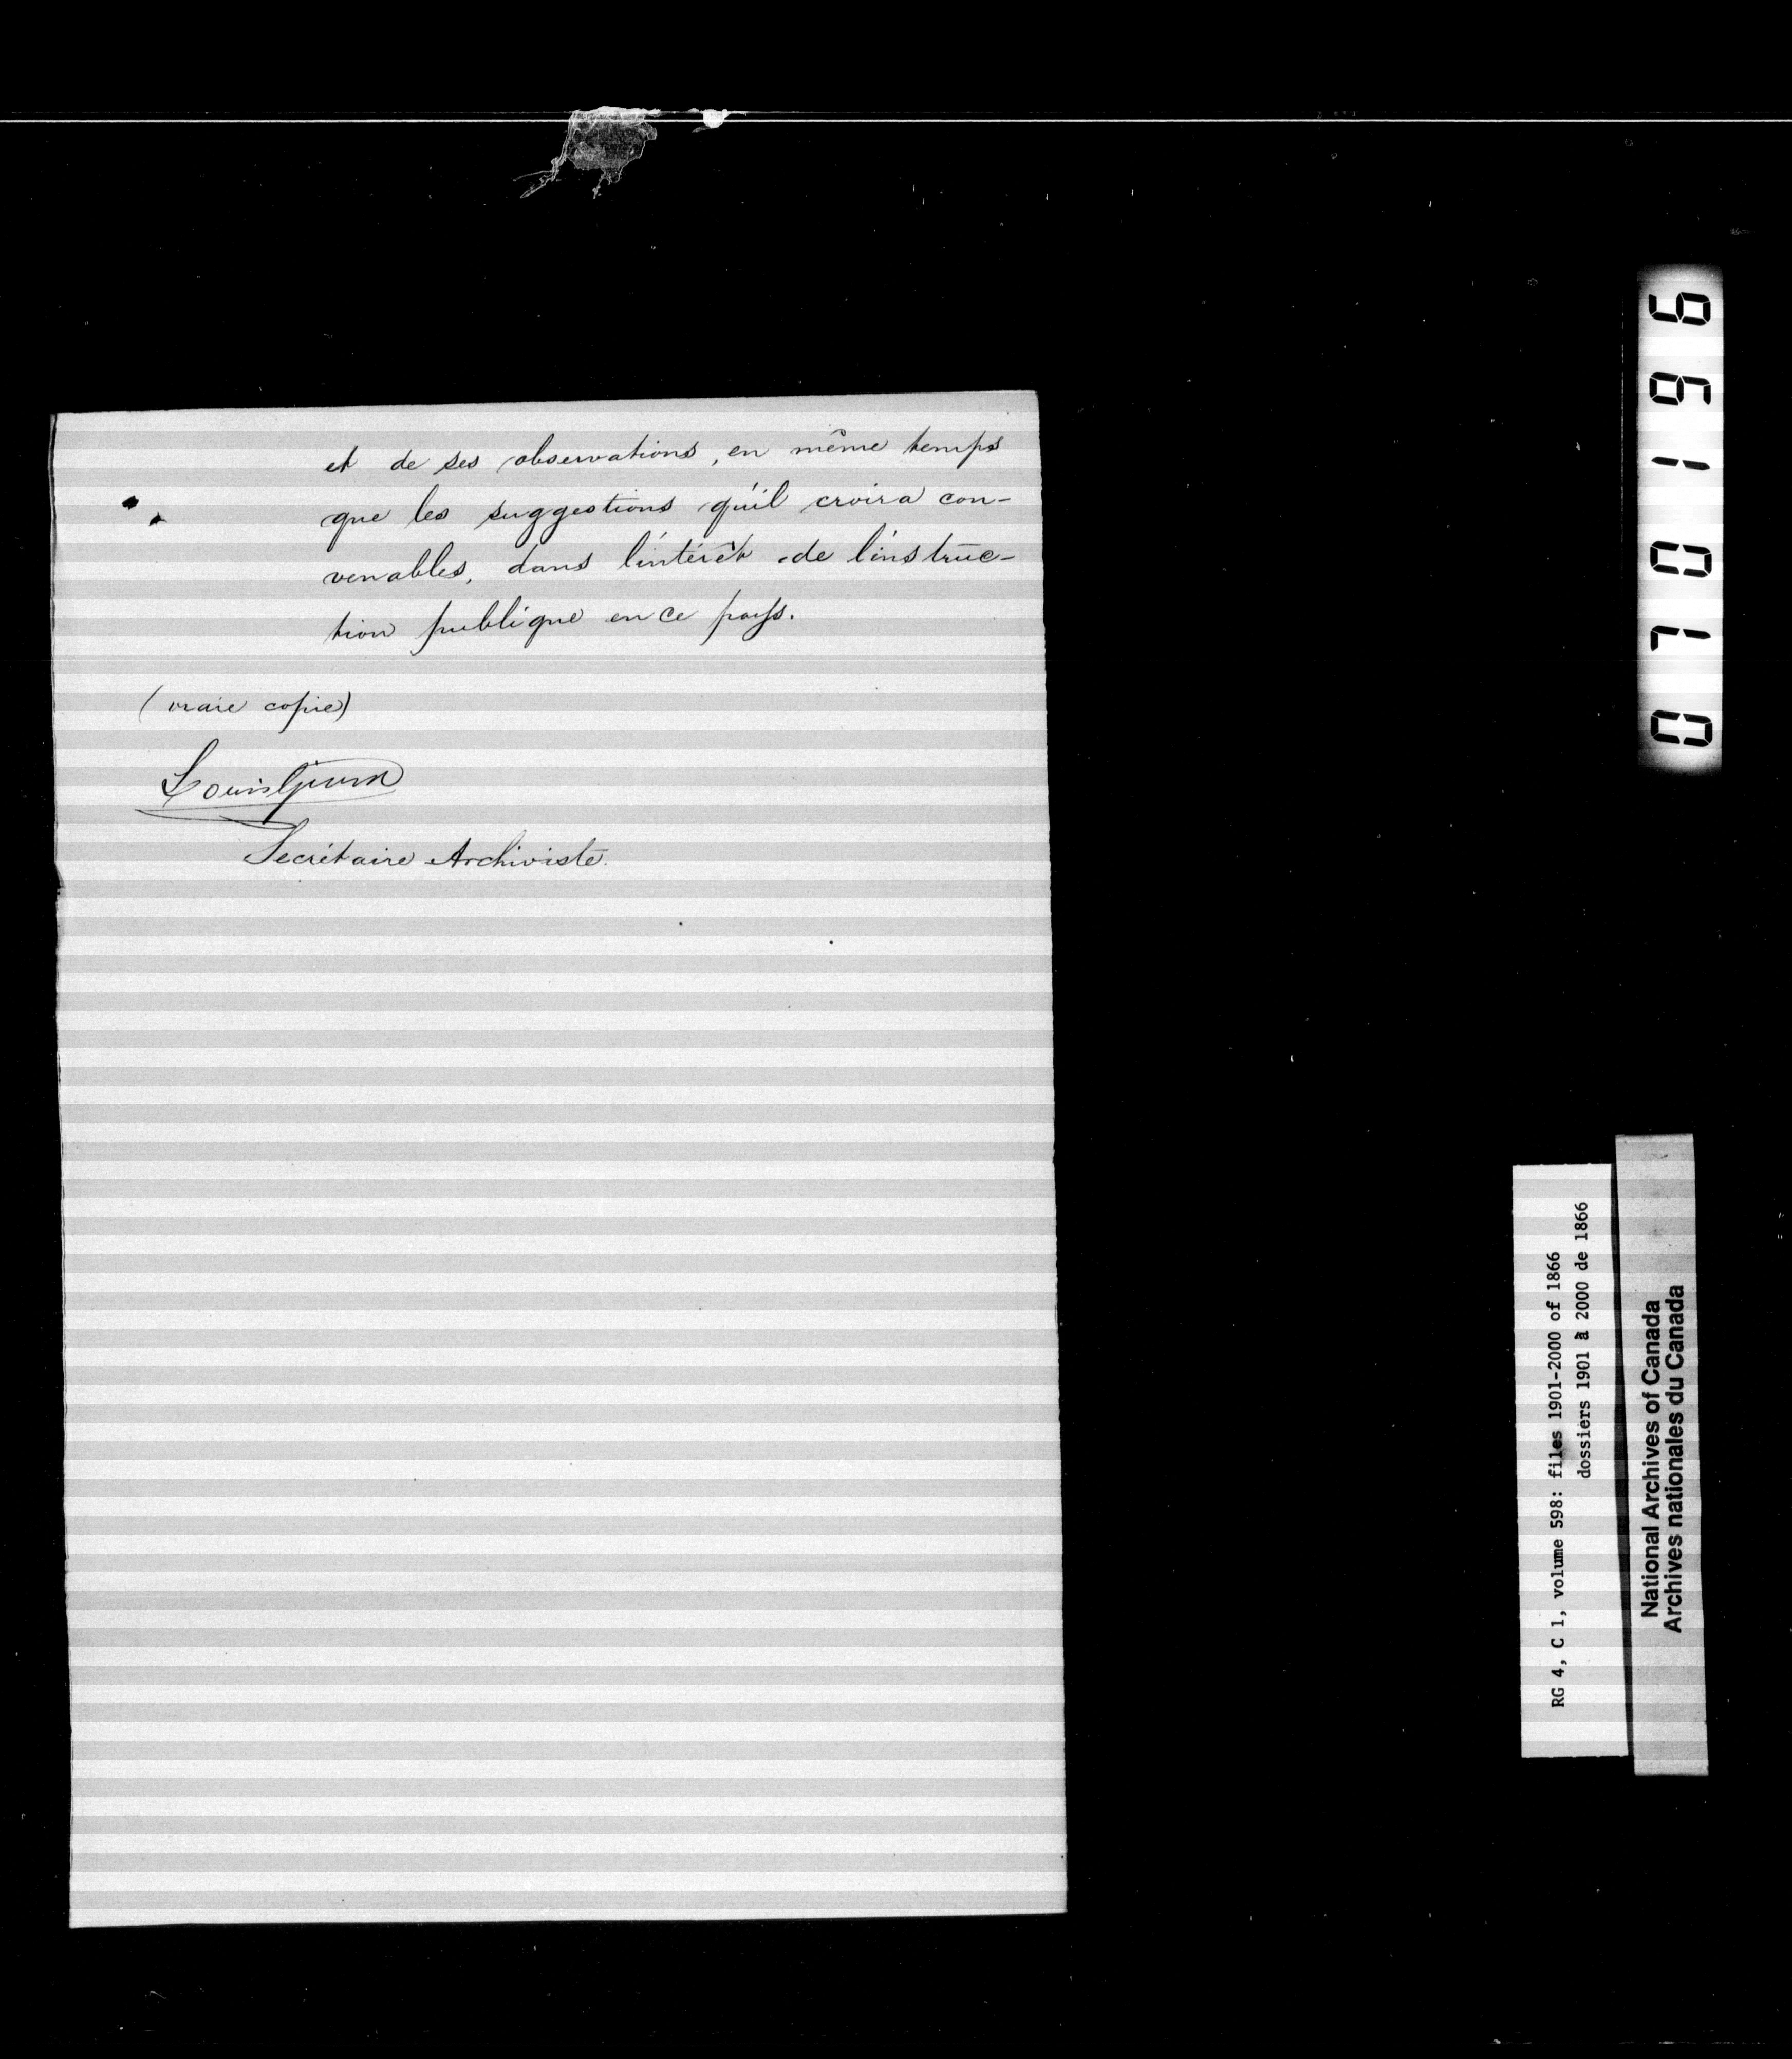 et de ses observations, en même temps
que les suggestions qu'il croira con-
venables, dans l'intérêt de l'instruc-
tion publique en ce pays.
(vraie copie)
Louis Giard
Secrétaire Archiviste.
070196
RG 4, C 1, volume 598: files 1901-2000 of 1866
dossiers 1901 à 2000 de 1866
National Archives of Canada
Archives nationales du Canada